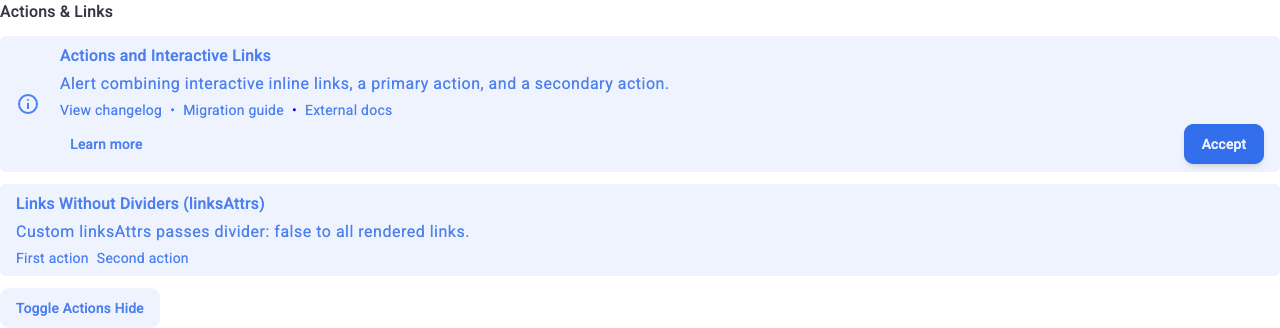 Actions & Links
Actions and Interactive Links
Alert combining interactive inline links, a primary action, and a secondary action.
View changelog • Migration guide • External docs
Learn more
Accept
Links Without Dividers (linksAttrs)
Custom linksAttrs passes divider: false to all rendered links.
First action Second action
Toggle Actions Hide